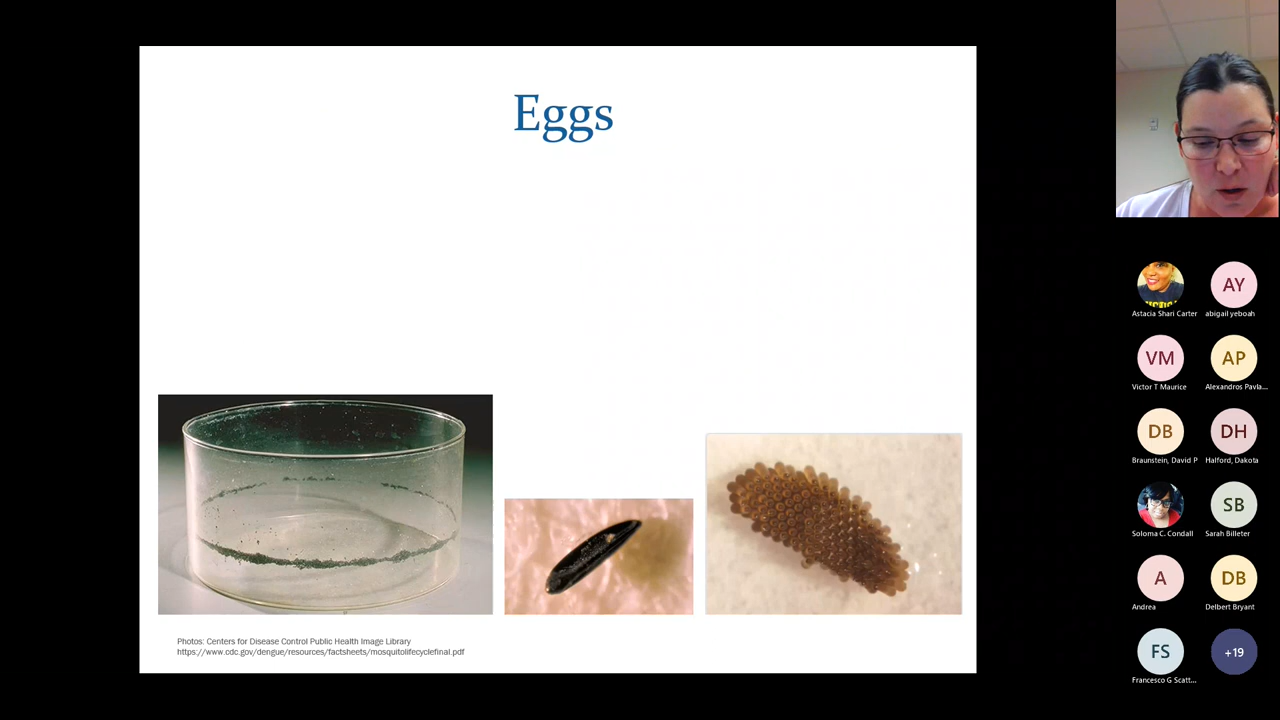 Eggs
Photos: Centers for Disease Control Public Health Image Library
https://www.cdc.gov/dengue/resources/factsheets/mosquitolifecyclefinal.pdf
Astacia Shari Carter
AY
abigail yeboah
VM
Victor T Maurice
AP
Alexandros Pavla...
DB
Braunstein, David P
DH
Halford, Dakota
Soloma C. Condall
SB
Sarah Billeter
A
Andrea
DB
Delbert Bryant
FS
Francesco G Scatt...
+19